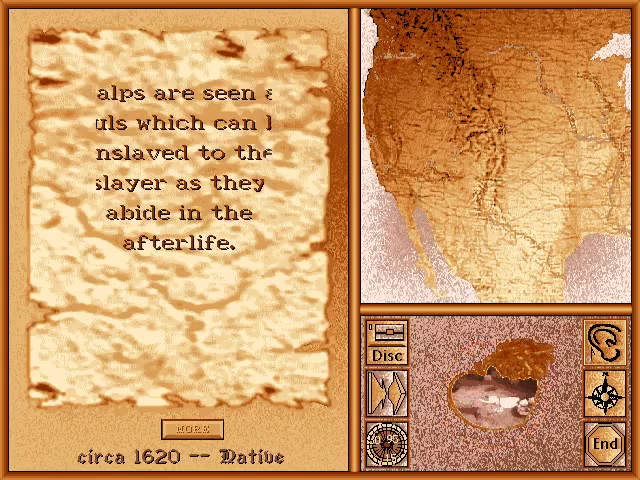 alps are seen a
uls which can l
nslaved to the
slayer as they
abide in the
afterlife.
MORE
circa 1620 -- Native
Disc
End